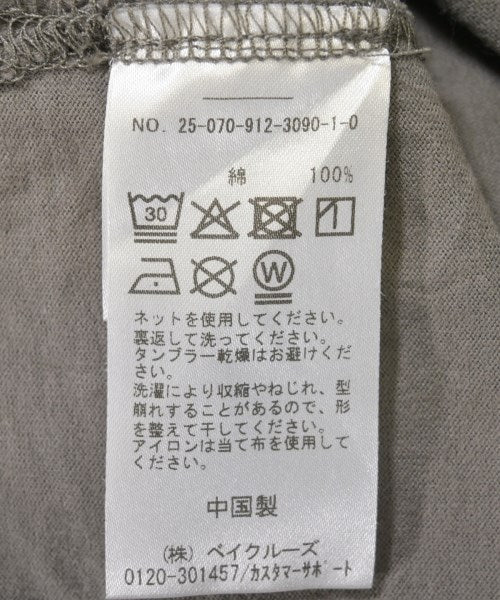 NO. 25-070-912-3090-1-0
綿 100%
30
W
ネットを使用してください。
裏返して洗ってください。
タンブラー乾燥はお避けくださ
さい。
洗濯により収縮やねじれ、型
崩れすることがあるので、形
を整えて干してください。
アイロンは当て布を使用して
ください。
中国製
(株) ベイクルーズ
0120-301457/カスタマーサポート